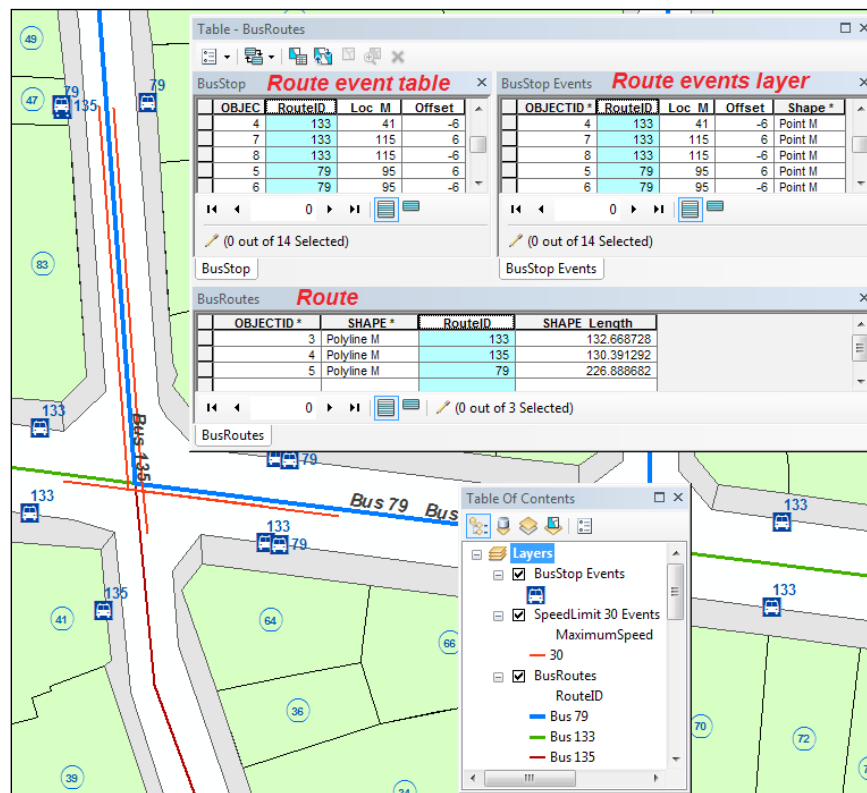 Table - BusRoutes
BusStop Route event table
OBJEC RouteID Loc_M Offset
4 133 41 -6
7 133 115 6
8 133 115 -6
5 79 95 6
6 79 95 -6
0
(0 out of 14 Selected)
BusStop
BusStop Events Route events layer
OBJECTID * RouteID Loc_M Offset Shape *
4 133 41 -6 Point M
7 133 115 6 Point M
8 133 115 -6 Point M
5 79 95 6 Point M
6 79 95 -6 Point M
0
(0 out of 14 Selected)
BusStop Events
BusRoutes Route
OBJECTID * SHAPE * RouteID SHAPE_Length
3 Polyline M 133 132.668728
4 Polyline M 135 130.391292
5 Polyline M 79 226.888682
0
(0 out of 3 Selected)
BusRoutes
49
79
135
79
47
83
133
Bus 135
79
133
Bus 79 Bus
133
79
135
41
64
66
36
39
133
133
70
72
Table Of Contents
Layers
BusStop Events
SpeedLimit 30 Events
MaximumSpeed
30
BusRoutes
RouteID
Bus 79
Bus 133
Bus 135